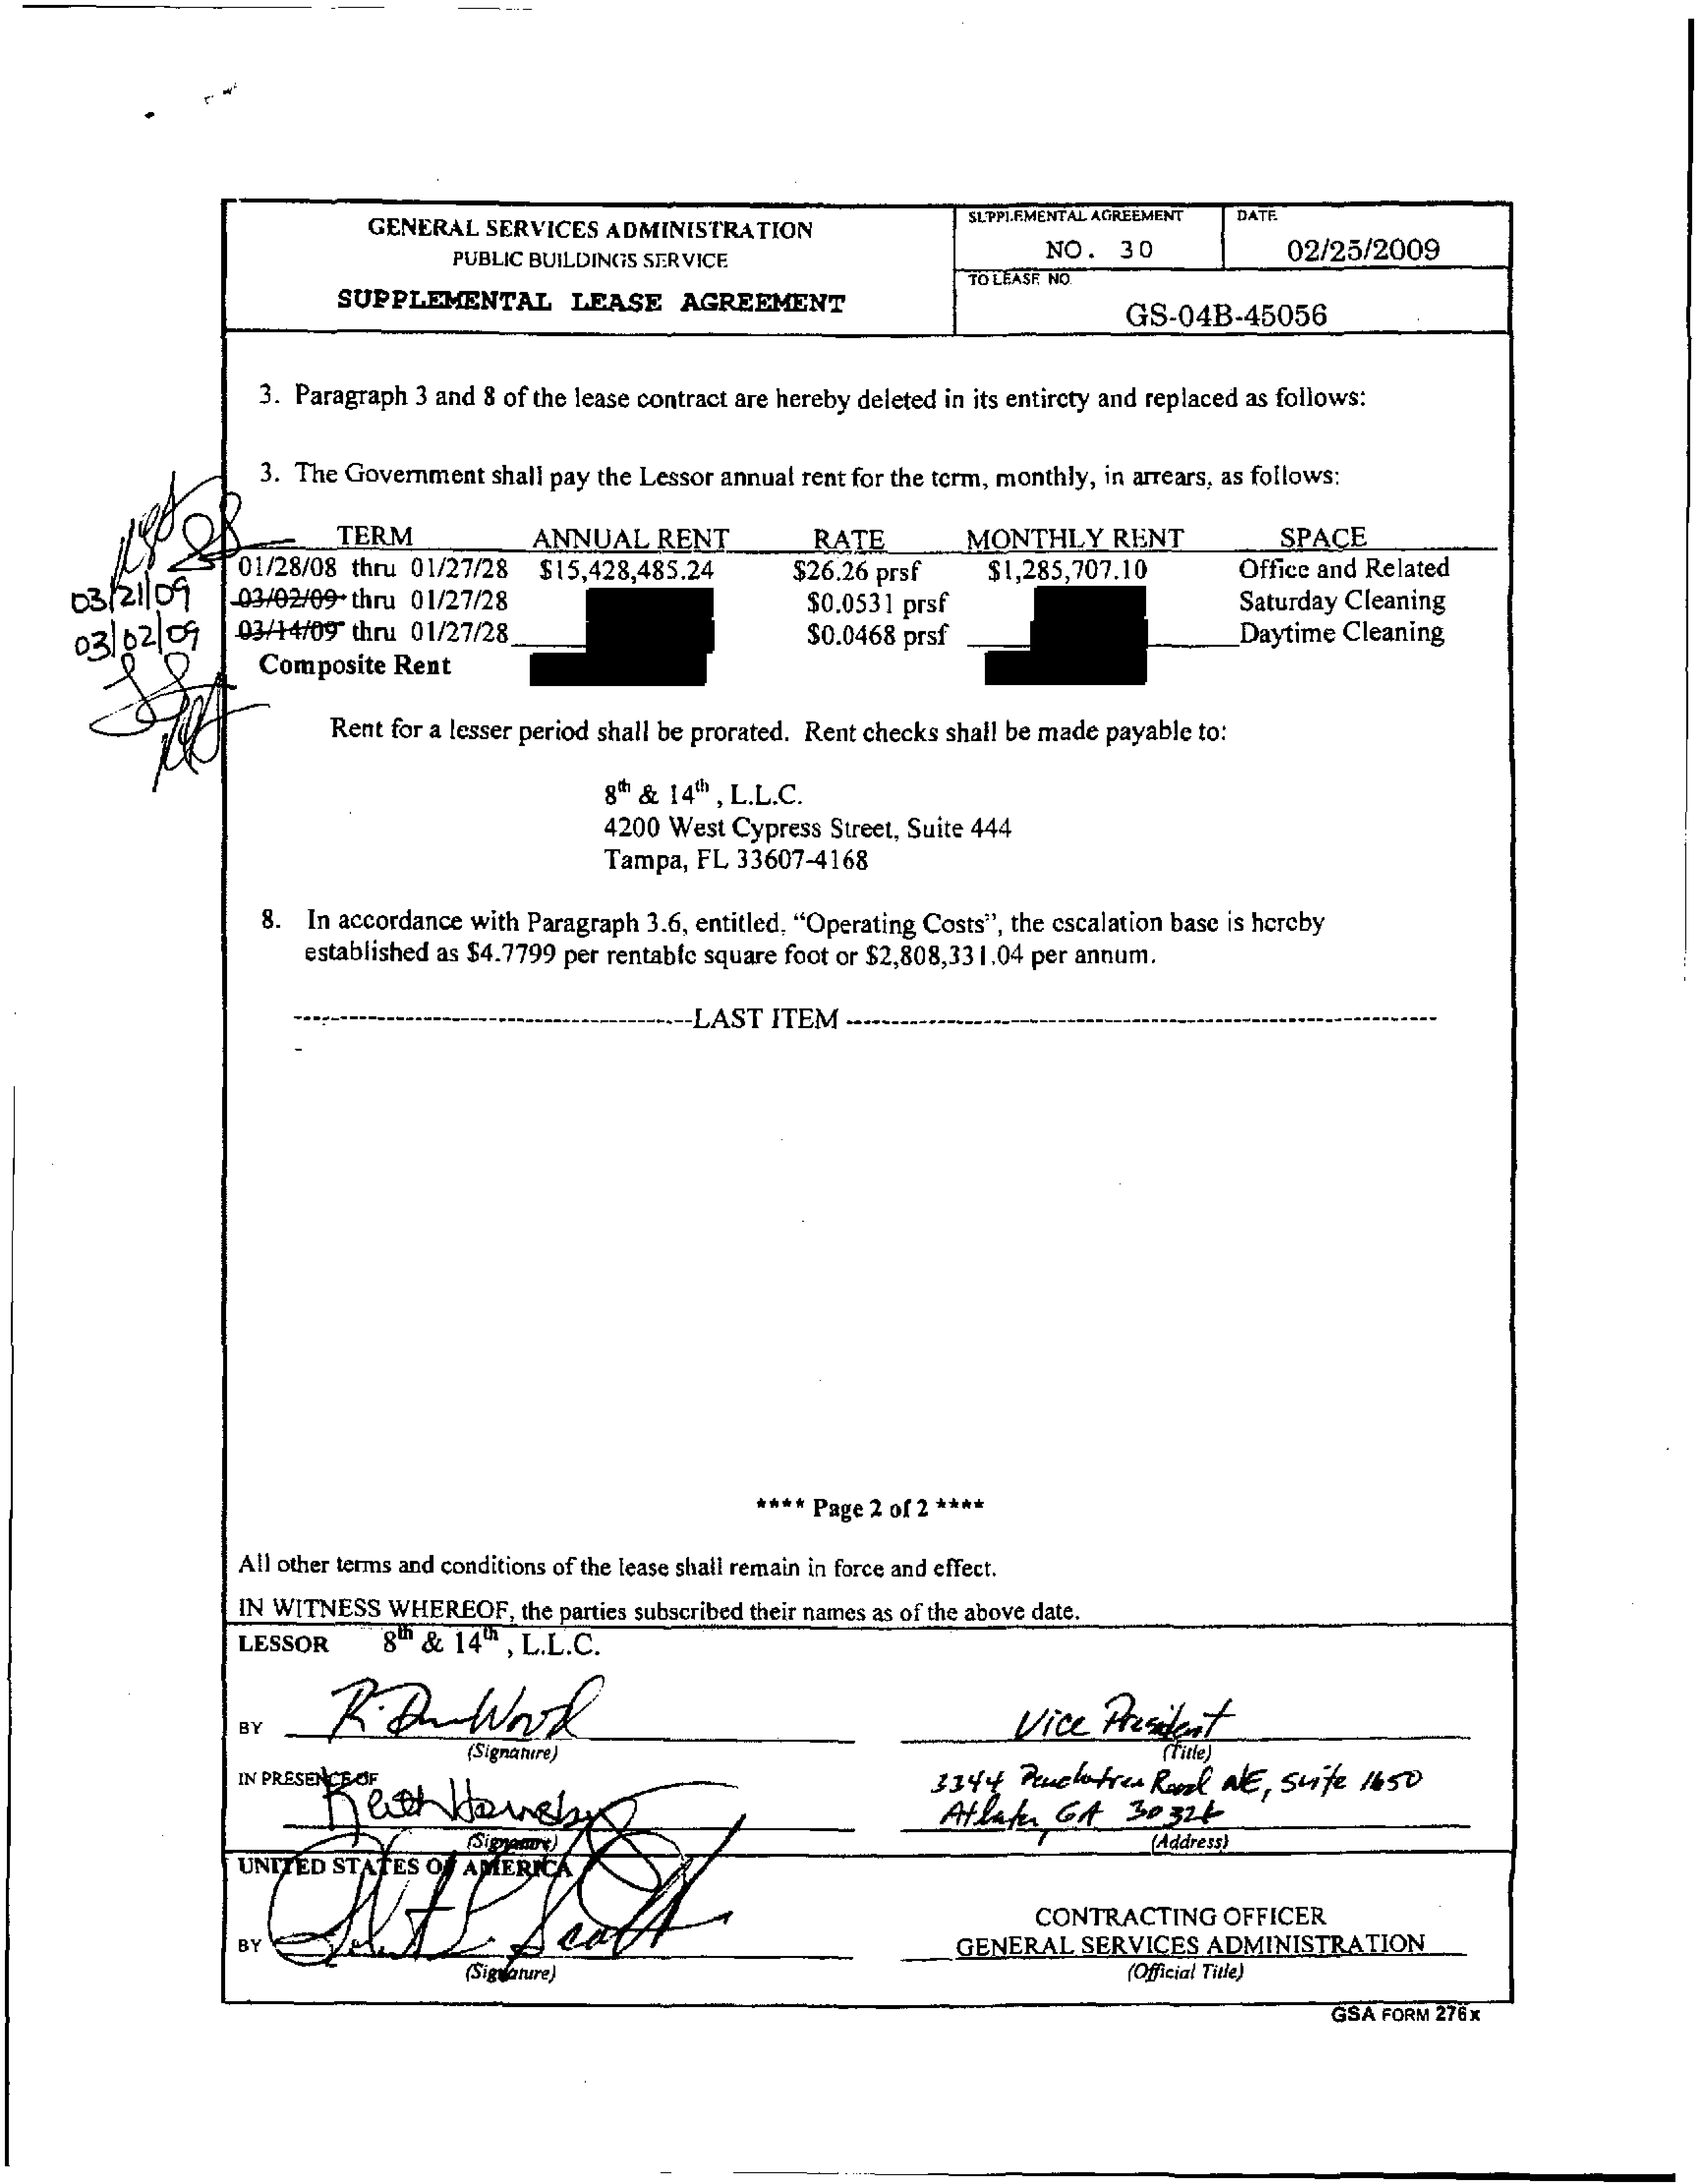 GENERAL SERVICES ADMINISTRATION
PUBLIC BUILDINGS SERVICE
SUPPLEMENTAL LEASE AGREEMENT
SUPPLEMENTAL AGREEMENT
NO. 30
DATE
02/25/2009
TO LEASE NO.
GS-04B-45056
3. Paragraph 3 and 8 of the lease contract are hereby deleted in its entirety and replaced as follows:
3. The Government shall pay the Lessor annual rent for the term, monthly, in arrears, as follows:
TERM ANNUAL RENT RATE MONTHLY RENT SPACE
01/28/08 thru 01/27/28 $15,428,485.24 $26.26 prsf $1,285,707.10 Office and Related
03/21/09 03/02/09 thru 01/27/28 $0.0531 prsf Saturday Cleaning
03/02/09 03/14/09 thru 01/27/28 $0.0468 prsf Daytime Cleaning
Composite Rent
Rent for a lesser period shall be prorated. Rent checks shall be made payable to:
8th & 14th , L.L.C.
4200 West Cypress Street, Suite 444
Tampa, FL 33607-4168
8. In accordance with Paragraph 3.6, entitled, “Operating Costs”, the escalation base is hereby
established as $4.7799 per rentable square foot or $2,808,331.04 per annum.
LAST ITEM
**** Page 2 of 2 ****
All other terms and conditions of the lease shall remain in force and effect.
IN WITNESS WHEREOF, the parties subscribed their names as of the above date.
LESSOR 8th & 14th , L.L.C.
BY Vice President
(Signature) (Title)
IN PRESENCE OF 3344 Peachtree Road NE, Suite 1650
Keith Hornsby Atlanta, GA 30326
(Signature) (Address)
UNITED STATES OF AMERICA
CONTRACTING OFFICER
BY Scott GENERAL SERVICES ADMINISTRATION
(Signature) (Official Title)
GSA FORM 276x